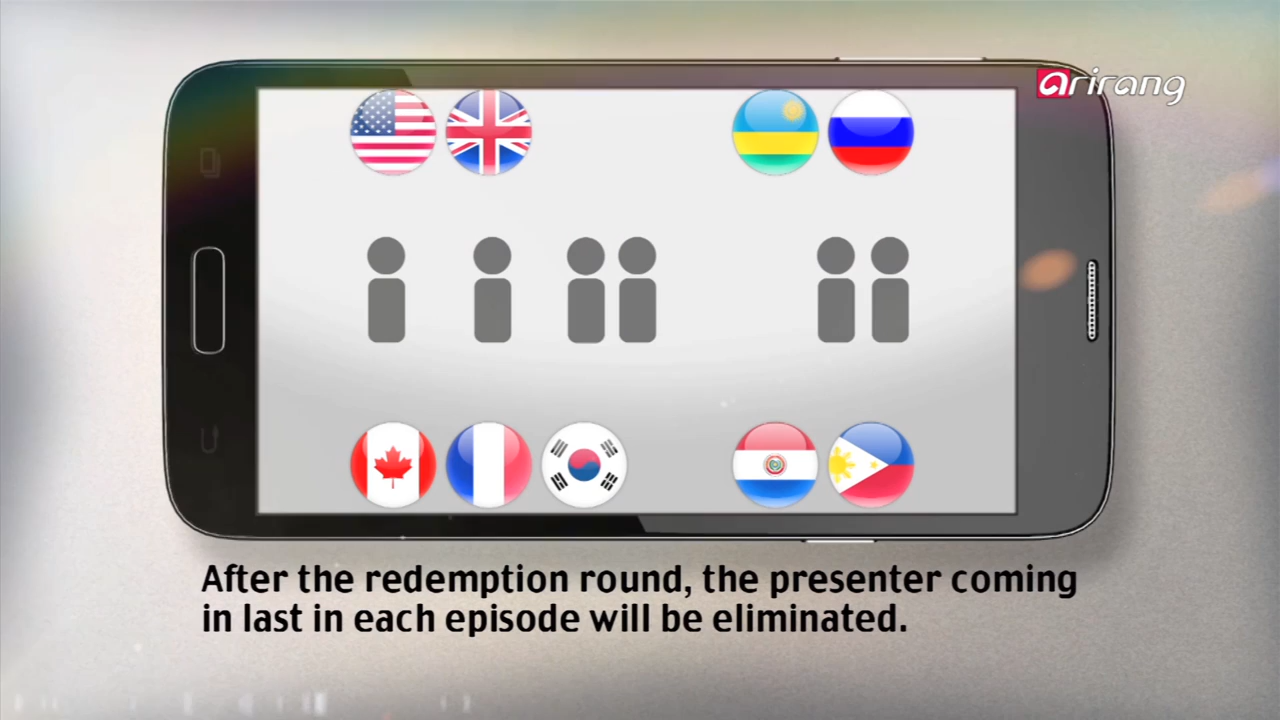 arirang
After the redemption round, the presenter coming
in last in each episode will be eliminated.